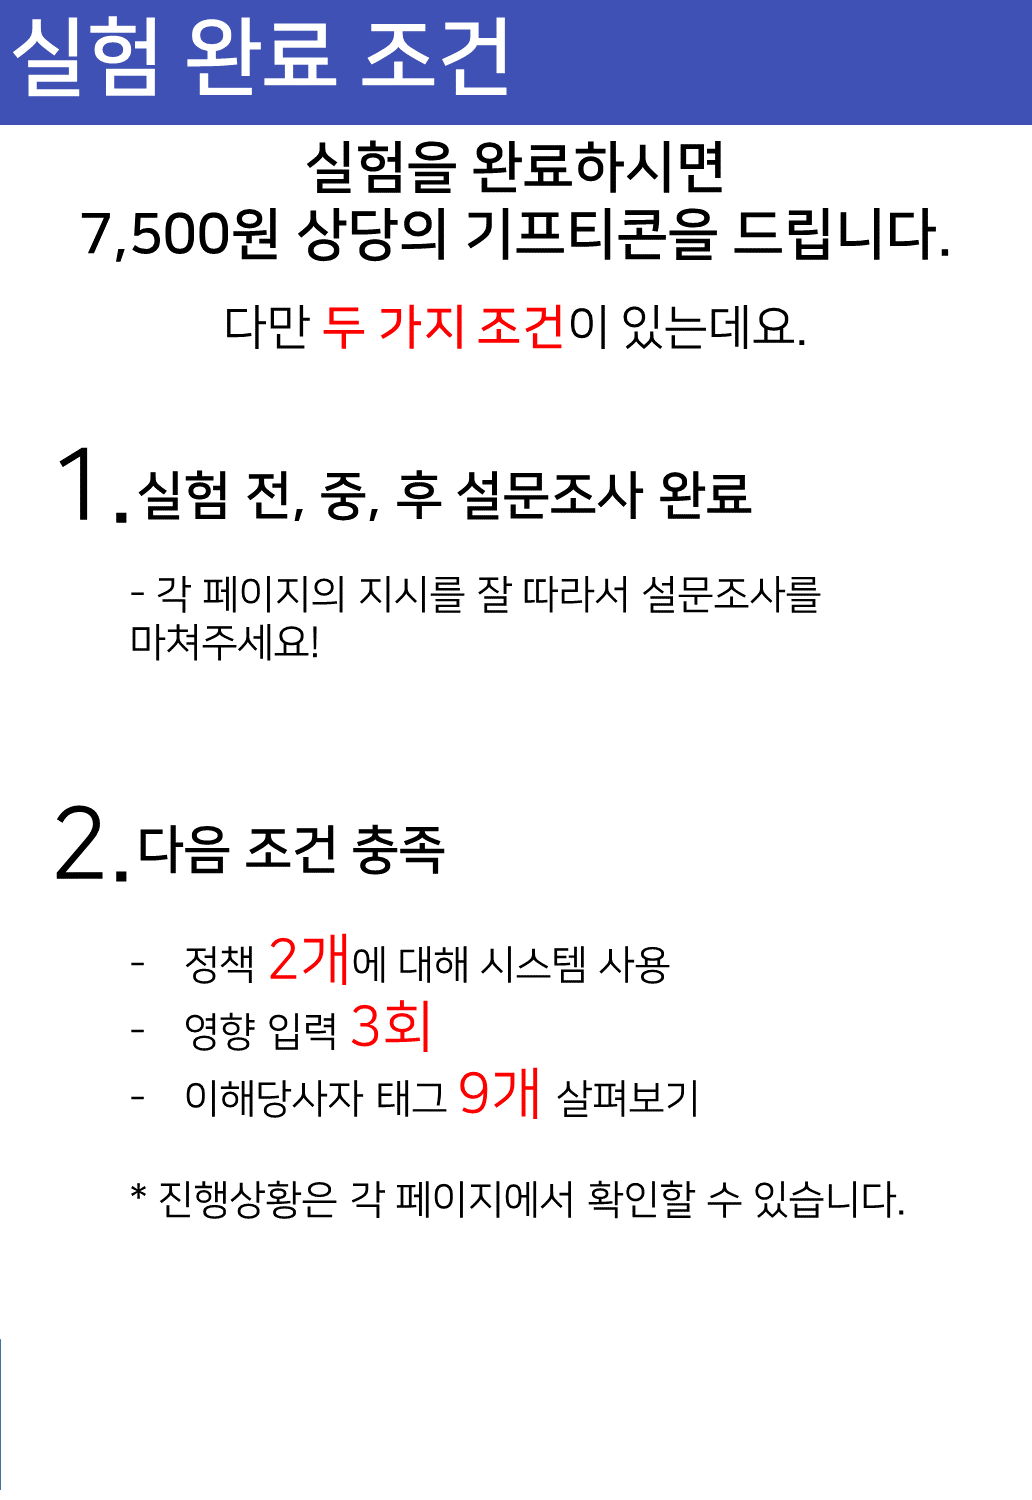 실험 완료 조건
실험을 완료하시면
7,500원 상당의 기프티콘을 드립니다.
다만 두 가지 조건이 있는데요.
1. 실험 전, 중, 후 설문조사 완료
- 각 페이지의 지시를 잘 따라서 설문조사를
마쳐주세요!
2. 다음 조건 충족
- 정책 2개에 대해 시스템 사용
- 영향 입력 3회
- 이해당사자 태그 9개 살펴보기
* 진행상황은 각 페이지에서 확인할 수 있습니다.